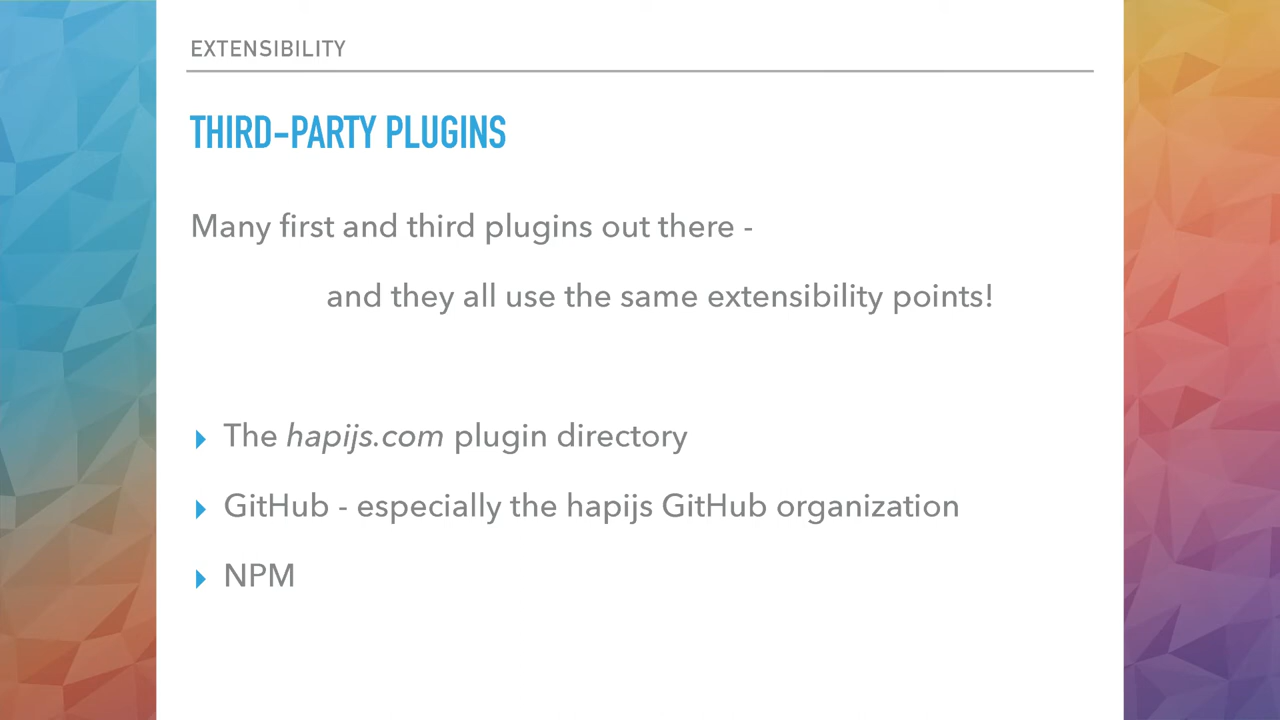 EXTENSIBILITY
THIRD-PARTY PLUGINS
Many first and third plugins out there -
and they all use the same extensibility points!
The hapijs.com plugin directory
GitHub - especially the hapijs GitHub organization
NPM